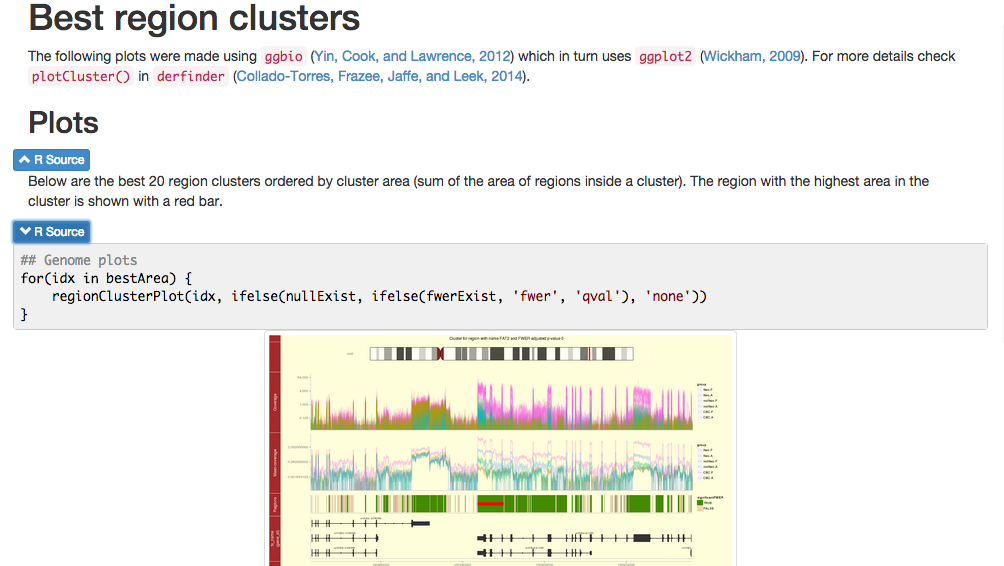 Best region clusters
The following plots were made using ggbio (Yin, Cook, and Lawrence, 2012) which in turn uses ggplot2 (Wickham, 2009). For more details check
plotCluster() in derfinder (Collado-Torres, Frazee, Jaffe, and Leek, 2014).
Plots
R Source
Below are the best 20 region clusters ordered by cluster area (sum of the area of regions inside a cluster). The region with the highest area in the
cluster is shown with a red bar.
R Source
## Genome plots
for(idx in bestArea) {
    regionClusterPlot(idx, ifelse(nullExist, ifelse(fwerExist, 'fwer', 'qval'), 'none'))
}
Cluster for region with name FAT2 and FWER adjusted p-value 0
Coverage
group
Mean coverage
group
Regions
significantFWER
TRUE
FALSE